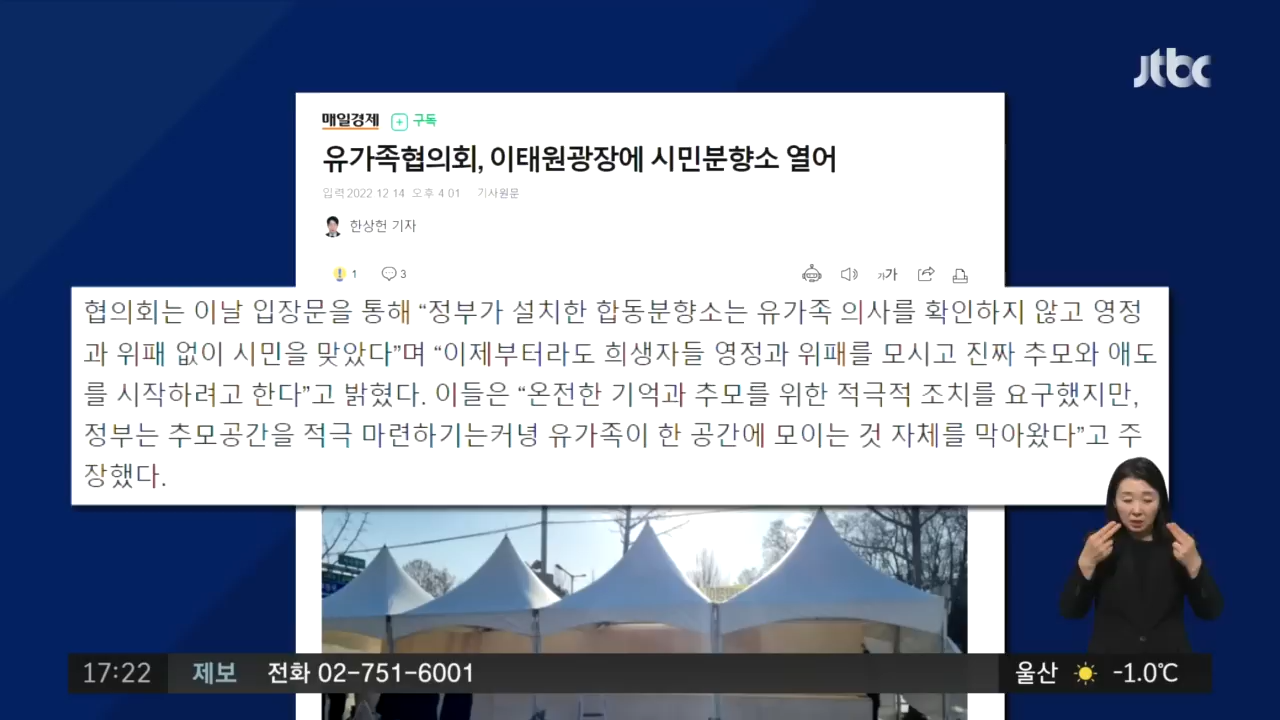 jtbc
매일경제 + 구독
유가족협의회, 이태원광장에 시민분향소 열어
입력 2022 12 14 오후 4 01 기사원문
한상헌 기자
1 3 가가
협의회는 이날 입장문을 통해 “정부가 설치한 합동분향소는 유가족 의사를 확인하지 않고 영정
과 위패 없이 시민을 맞았다”며 “이제부터라도 희생자들 영정과 위패를 모시고 진짜 추모와 애도
를 시작하려고 한다”고 밝혔다. 이들은 “온전한 기억과 추모를 위한 적극적 조치를 요구했지만,
정부는 추모공간을 적극 마련하기는커녕 유가족이 한 공간에 모이는 것 자체를 막아왔다”고 주
장했다.
17:22 제보 전화 02-751-6001 울산 -1.0℃